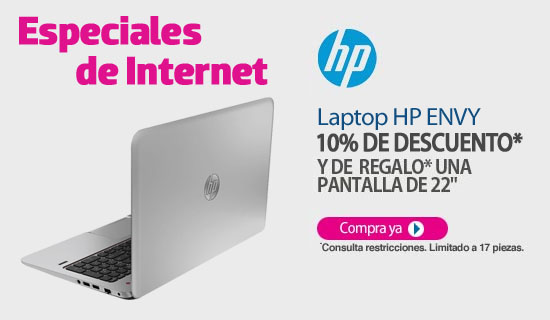 Especiales
de Internet
hp
Laptop HP ENVY
10% DE DESCUENTO*
Y DE REGALO* UNA
PANTALLA DE 22"
Compra ya
*Consulta restricciones. Limitado a 17 piezas.
hp